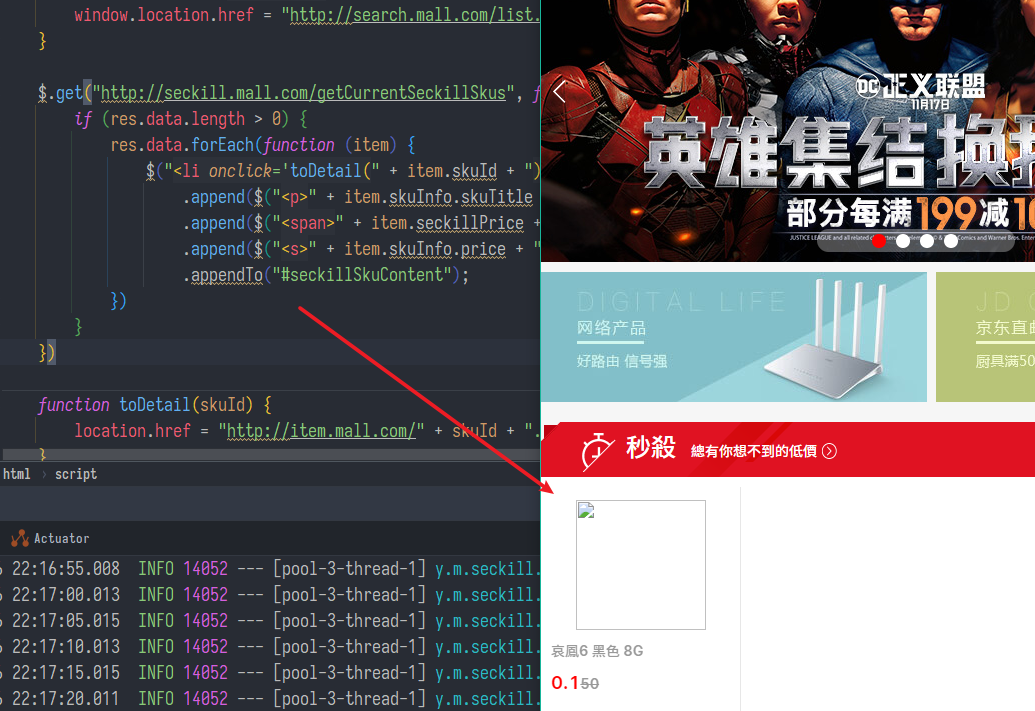 window.location.href = "http://search.mall.com/list.
}
$.get("http://seckill.mall.com/getCurrentSeckillSkus", f
if (res.data.length > 0) {
res.data.forEach(function (item) {
$("<li onclick='toDetail(" + item.skuId + ")
.append($("<p>" + item.skuInfo.skuTitle
.append($("<span>" + item.seckillPrice +
.append($("<s>" + item.skuInfo.price + "
.appendTo("#seckillSkuContent");
})
}
})
function toDetail(skuId) {
location.href = "http://item.mall.com/" + skuId + ".
}
html › script
Actuator
22:16:55.008 INFO 14052 --- [pool-3-thread-1] y.m.seckill.
22:17:00.013 INFO 14052 --- [pool-3-thread-1] y.m.seckill.
22:17:05.015 INFO 14052 --- [pool-3-thread-1] y.m.seckill.
22:17:10.013 INFO 14052 --- [pool-3-thread-1] y.m.seckill.
22:17:15.015 INFO 14052 --- [pool-3-thread-1] y.m.seckill.
22:17:20.011 INFO 14052 --- [pool-3-thread-1] y.m.seckill.
DC 正义联盟
11月17日
英雄集结 换
部分每满199减10
JUSTICE LEAGUE and all related
Comics and Warner Bros. Enter
DIGITAL LIFE
网络产品
好路由 信号强
JD
京东直邮
厨具满50
秒殺 總有你想不到的低價
哀鳳6 黑色 8G
0.1 50